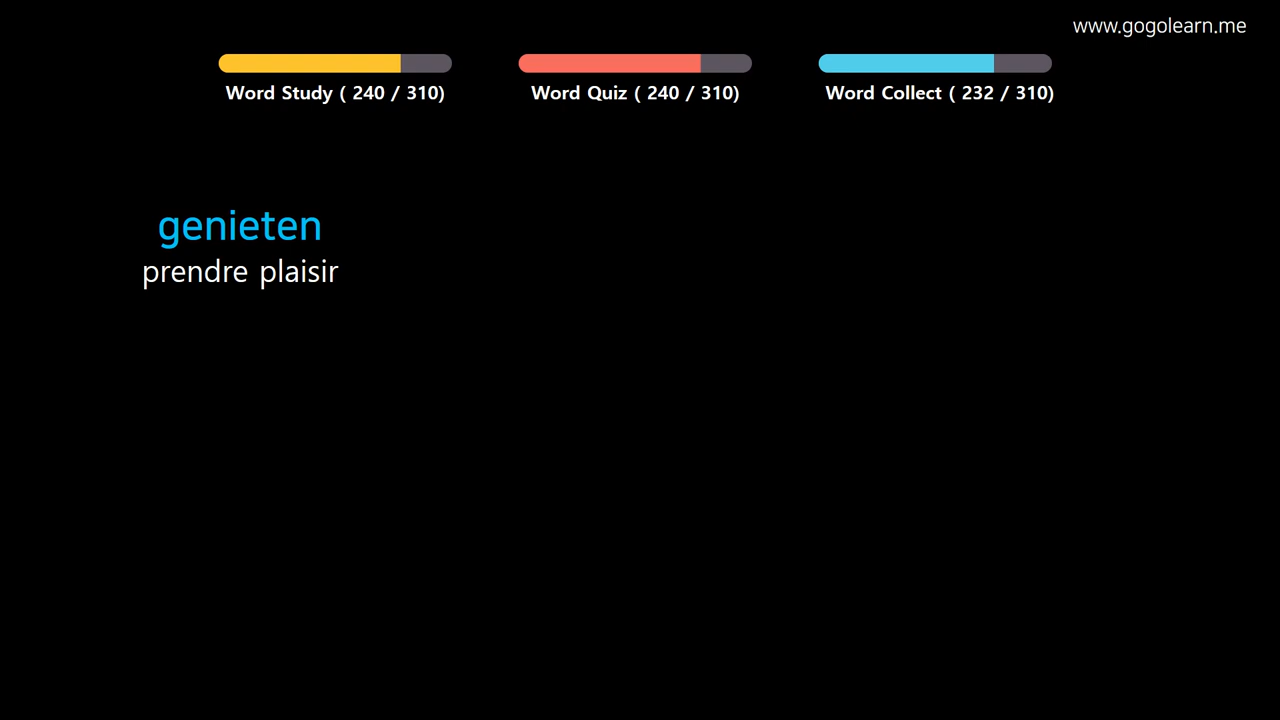 www.gogolearn.me
Word Study ( 240 / 310)
Word Quiz ( 240 / 310)
Word Collect ( 232 / 310)
genieten
prendre plaisir